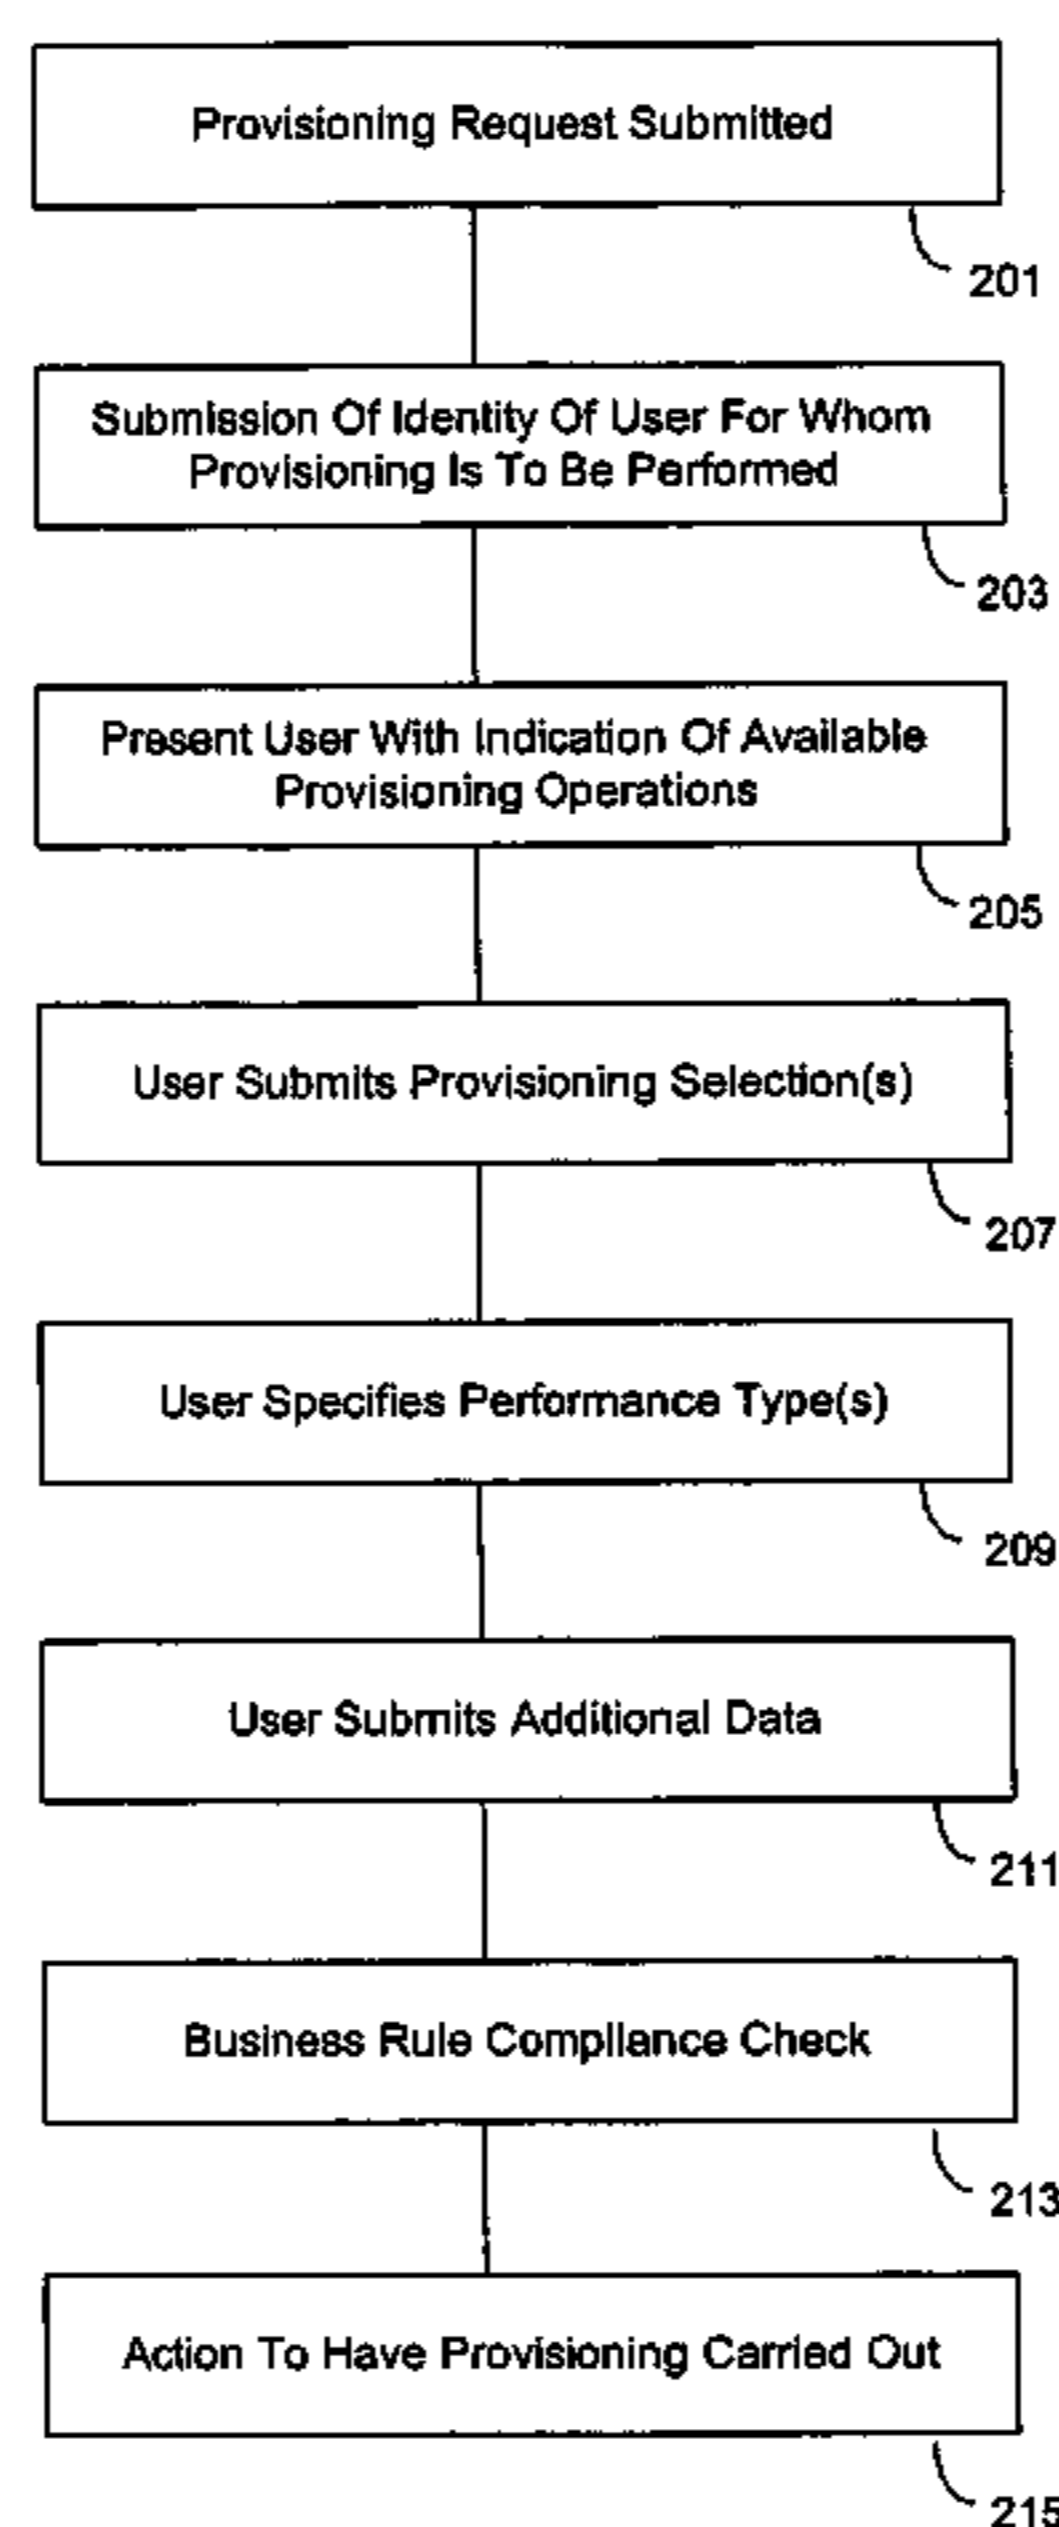 Provisioning Request Submitted
201
Submission Of Identity Of User For Whom
Provisioning Is To Be Performed
203
Present User With Indication Of Available
Provisioning Operations
205
User Submits Provisioning Selection(s)
207
User Specifies Performance Type(s)
209
User Submits Additional Data
211
Business Rule Compliance Check
213
Action To Have Provisioning Carried Out
215